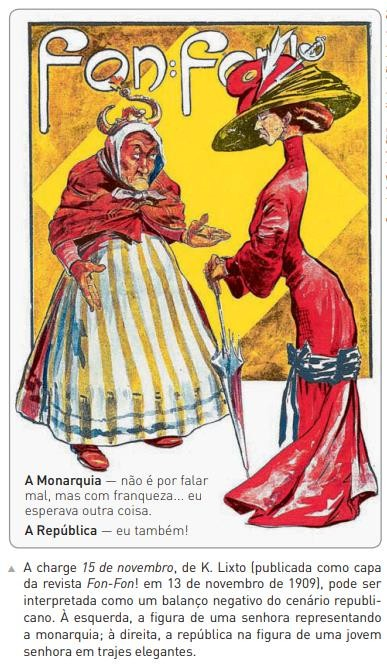 Fon:Fon!
A Monarquia — não é por falar
mal, mas com franqueza... eu
esperava outra coisa.
A República — eu também!
A charge 15 de novembro, de K. Lixto (publicada como capa
da revista Fon-Fon! em 13 de novembro de 1909), pode ser
interpretada como um balanço negativo do cenário republi-
cano. À esquerda, a figura de uma senhora representando
a monarquia; à direita, a república na figura de uma jovem
senhora em trajes elegantes.